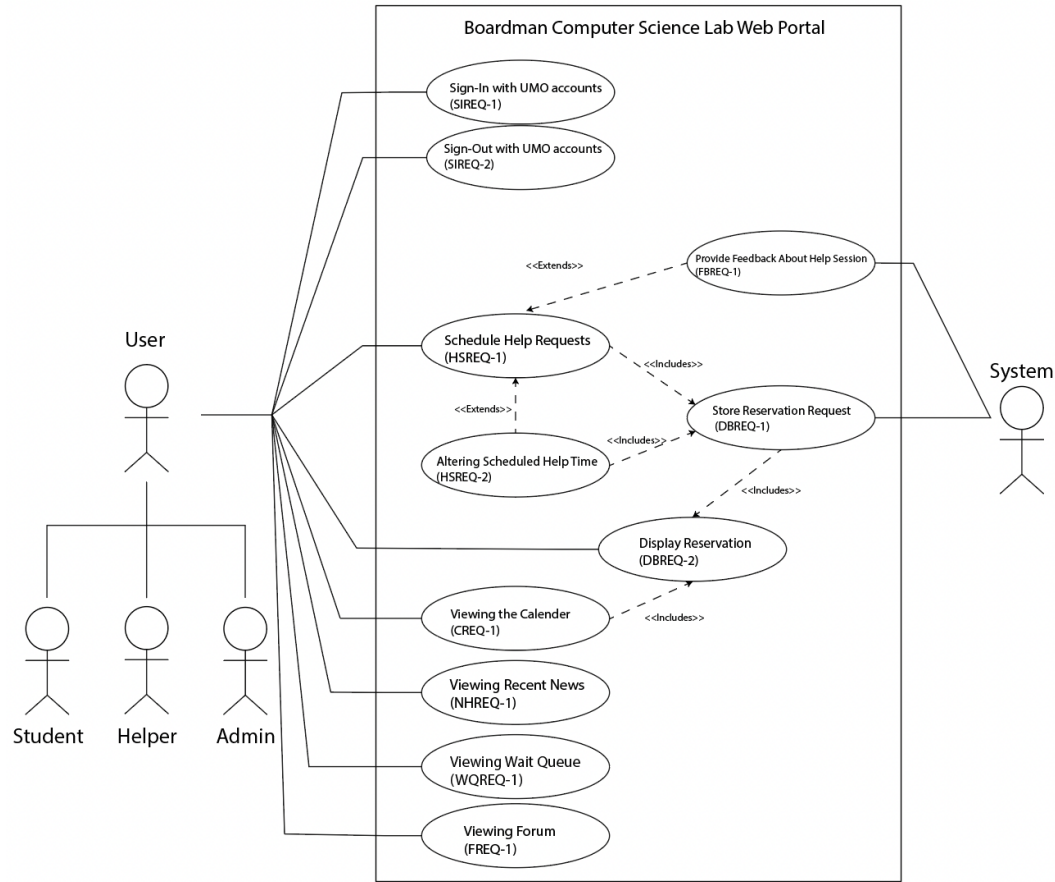 Boardman Computer Science Lab Web Portal
Sign-In with UMO accounts
(SIREQ-1)
Sign-Out with UMO accounts
(SIREQ-2)
Provide Feedback About Help Session
(FBREQ-1)
<<Extends>>
User
Schedule Help Requests
(HSREQ-1)
<<Includes>>
System
<<Extends>>
Store Reservation Request
(DBREQ-1)
<<Includes>>
Altering Scheduled Help Time
(HSREQ-2)
<<Includes>>
Display Reservation
(DBREQ-2)
Viewing the Calender
(CREQ-1)
<<Includes>>
Viewing Recent News
(NHREQ-1)
Student
Helper
Admin
Viewing Wait Queue
(WQREQ-1)
Viewing Forum
(FREQ-1)